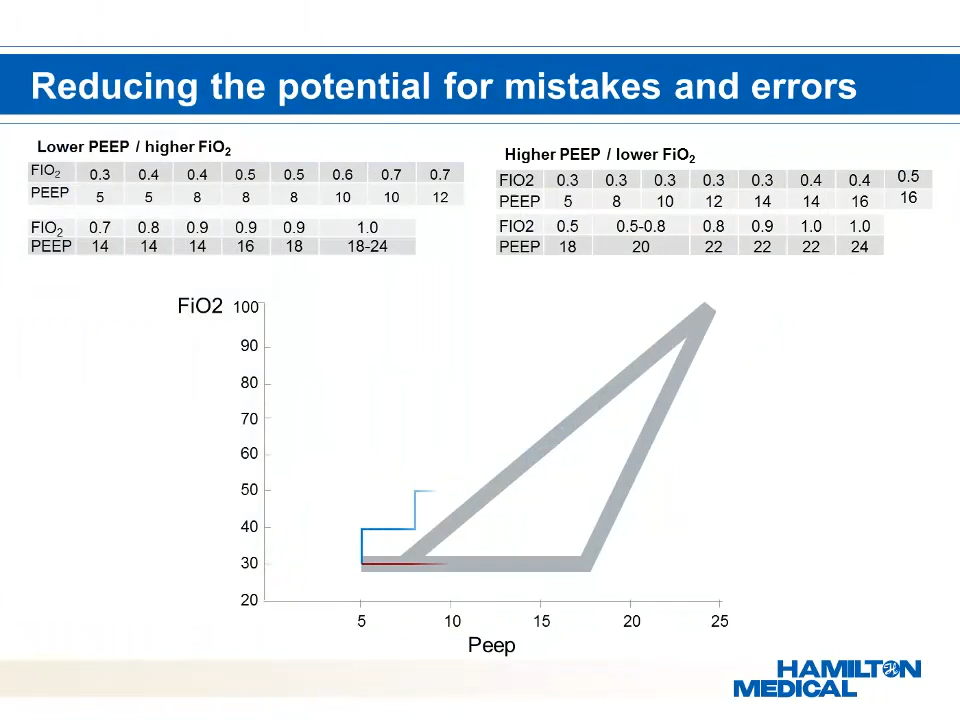 Reducing the potential for mistakes and errors
Lower PEEP / higher FiO2
FIO2 0.3 0.4 0.4 0.5 0.5 0.6 0.7 0.7
PEEP 5 5 8 8 8 10 10 12
FIO2 0.7 0.8 0.9 0.9 0.9 1.0
PEEP 14 14 14 16 18 18-24
Higher PEEP / lower FiO2
FIO2 0.3 0.3 0.3 0.3 0.3 0.4 0.4 0.5
PEEP 5 8 10 12 14 14 16 16
FIO2 0.5 0.5-0.8 0.8 0.9 1.0 1.0
PEEP 18 20 22 22 22 24
FiO2
100
90
80
70
60
50
40
30
20
5 10 15 20 25
Peep
HAMILTON
MEDICAL